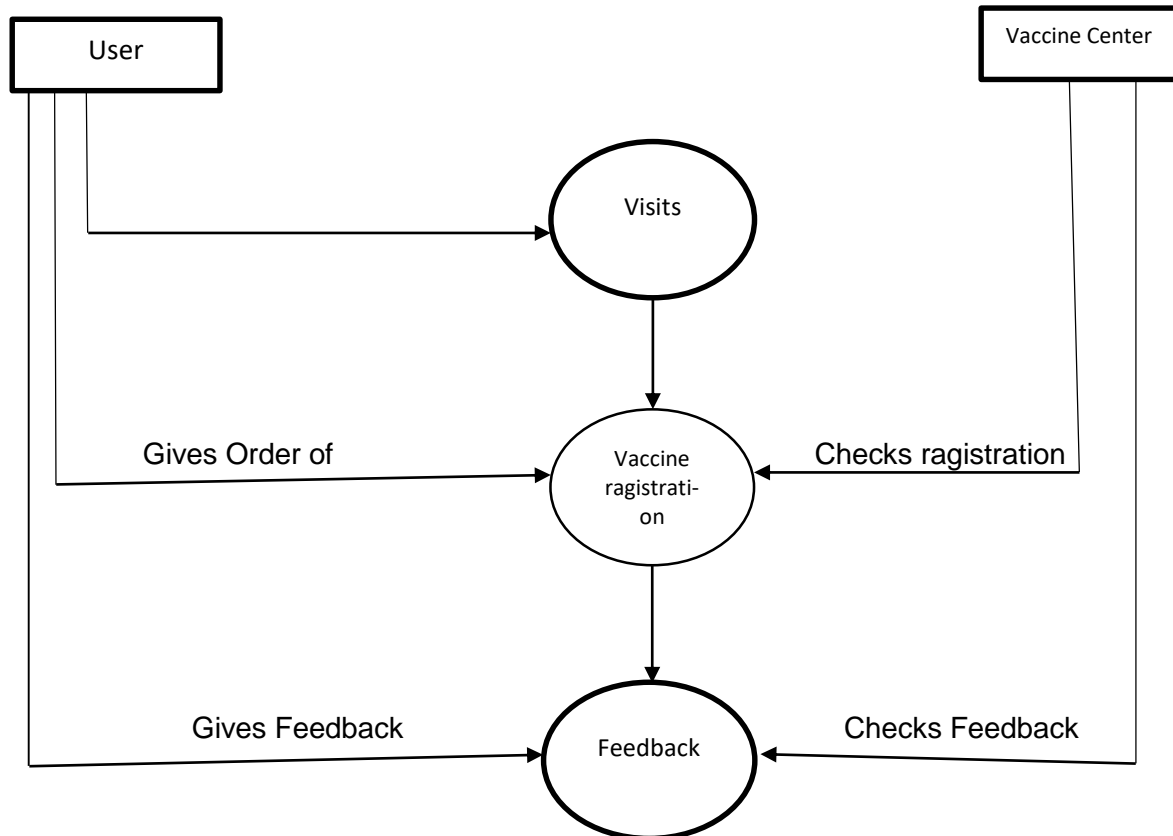 User
Vaccine Center
Visits
Gives Order of
Vaccine
ragistrati-
on
Checks ragistration
Gives Feedback
Feedback
Checks Feedback